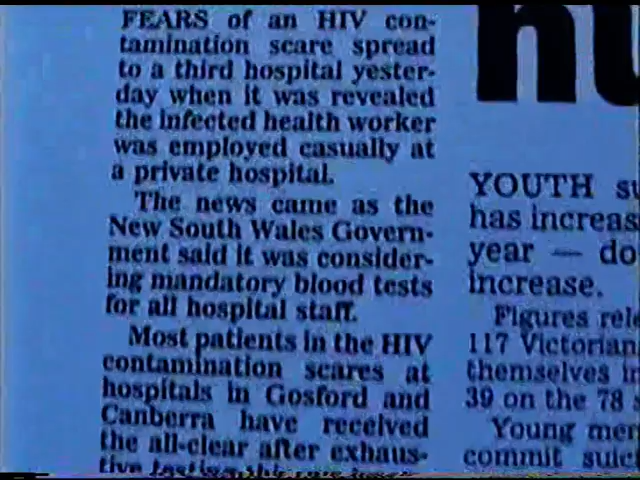 FEARS of an HIV con-
tamination scare spread
to a third hospital yester-
day when it was revealed
the infected health worker
was employed casually at
a private hospital.
The news came as the
New South Wales Govern-
ment said it was consider-
ing mandatory blood tests
for all hospital staff.
Most patients in the HIV
contamination scares at
hospitals in Gosford and
Canberra have received
the all-clear after exhaus-
tive testing this
YOUTH
has increas
year — do
increase.
Figures rele
117 Victorian
themselves in
39 on the 78
Young men
commit suic